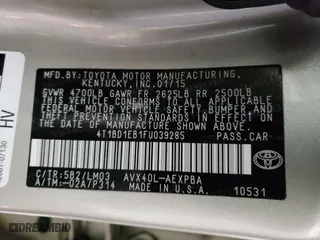 MFD. BY: TOYOTA MOTOR MANUFACTURING,
KENTUCKY, INC. 01/15
GVWR 4700LB GAWR FR 2625LB RR 2500LB
THIS VEHICLE CONFORMS TO ALL APPLICABLE
FEDERAL MOTOR VEHICLE SAFETY, BUMPER, AND
THEFT PREVENTION STANDARDS IN EFFECT ON
THE DATE OF MANUFACTURE SHOWN ABOVE.
4T1BD1EB1FU039285 PASS.CAR
C/TR:5B2/LM03 AVX40L-AEXPBA
A/TM:-02A/P314
TOYOTA
10531
HV